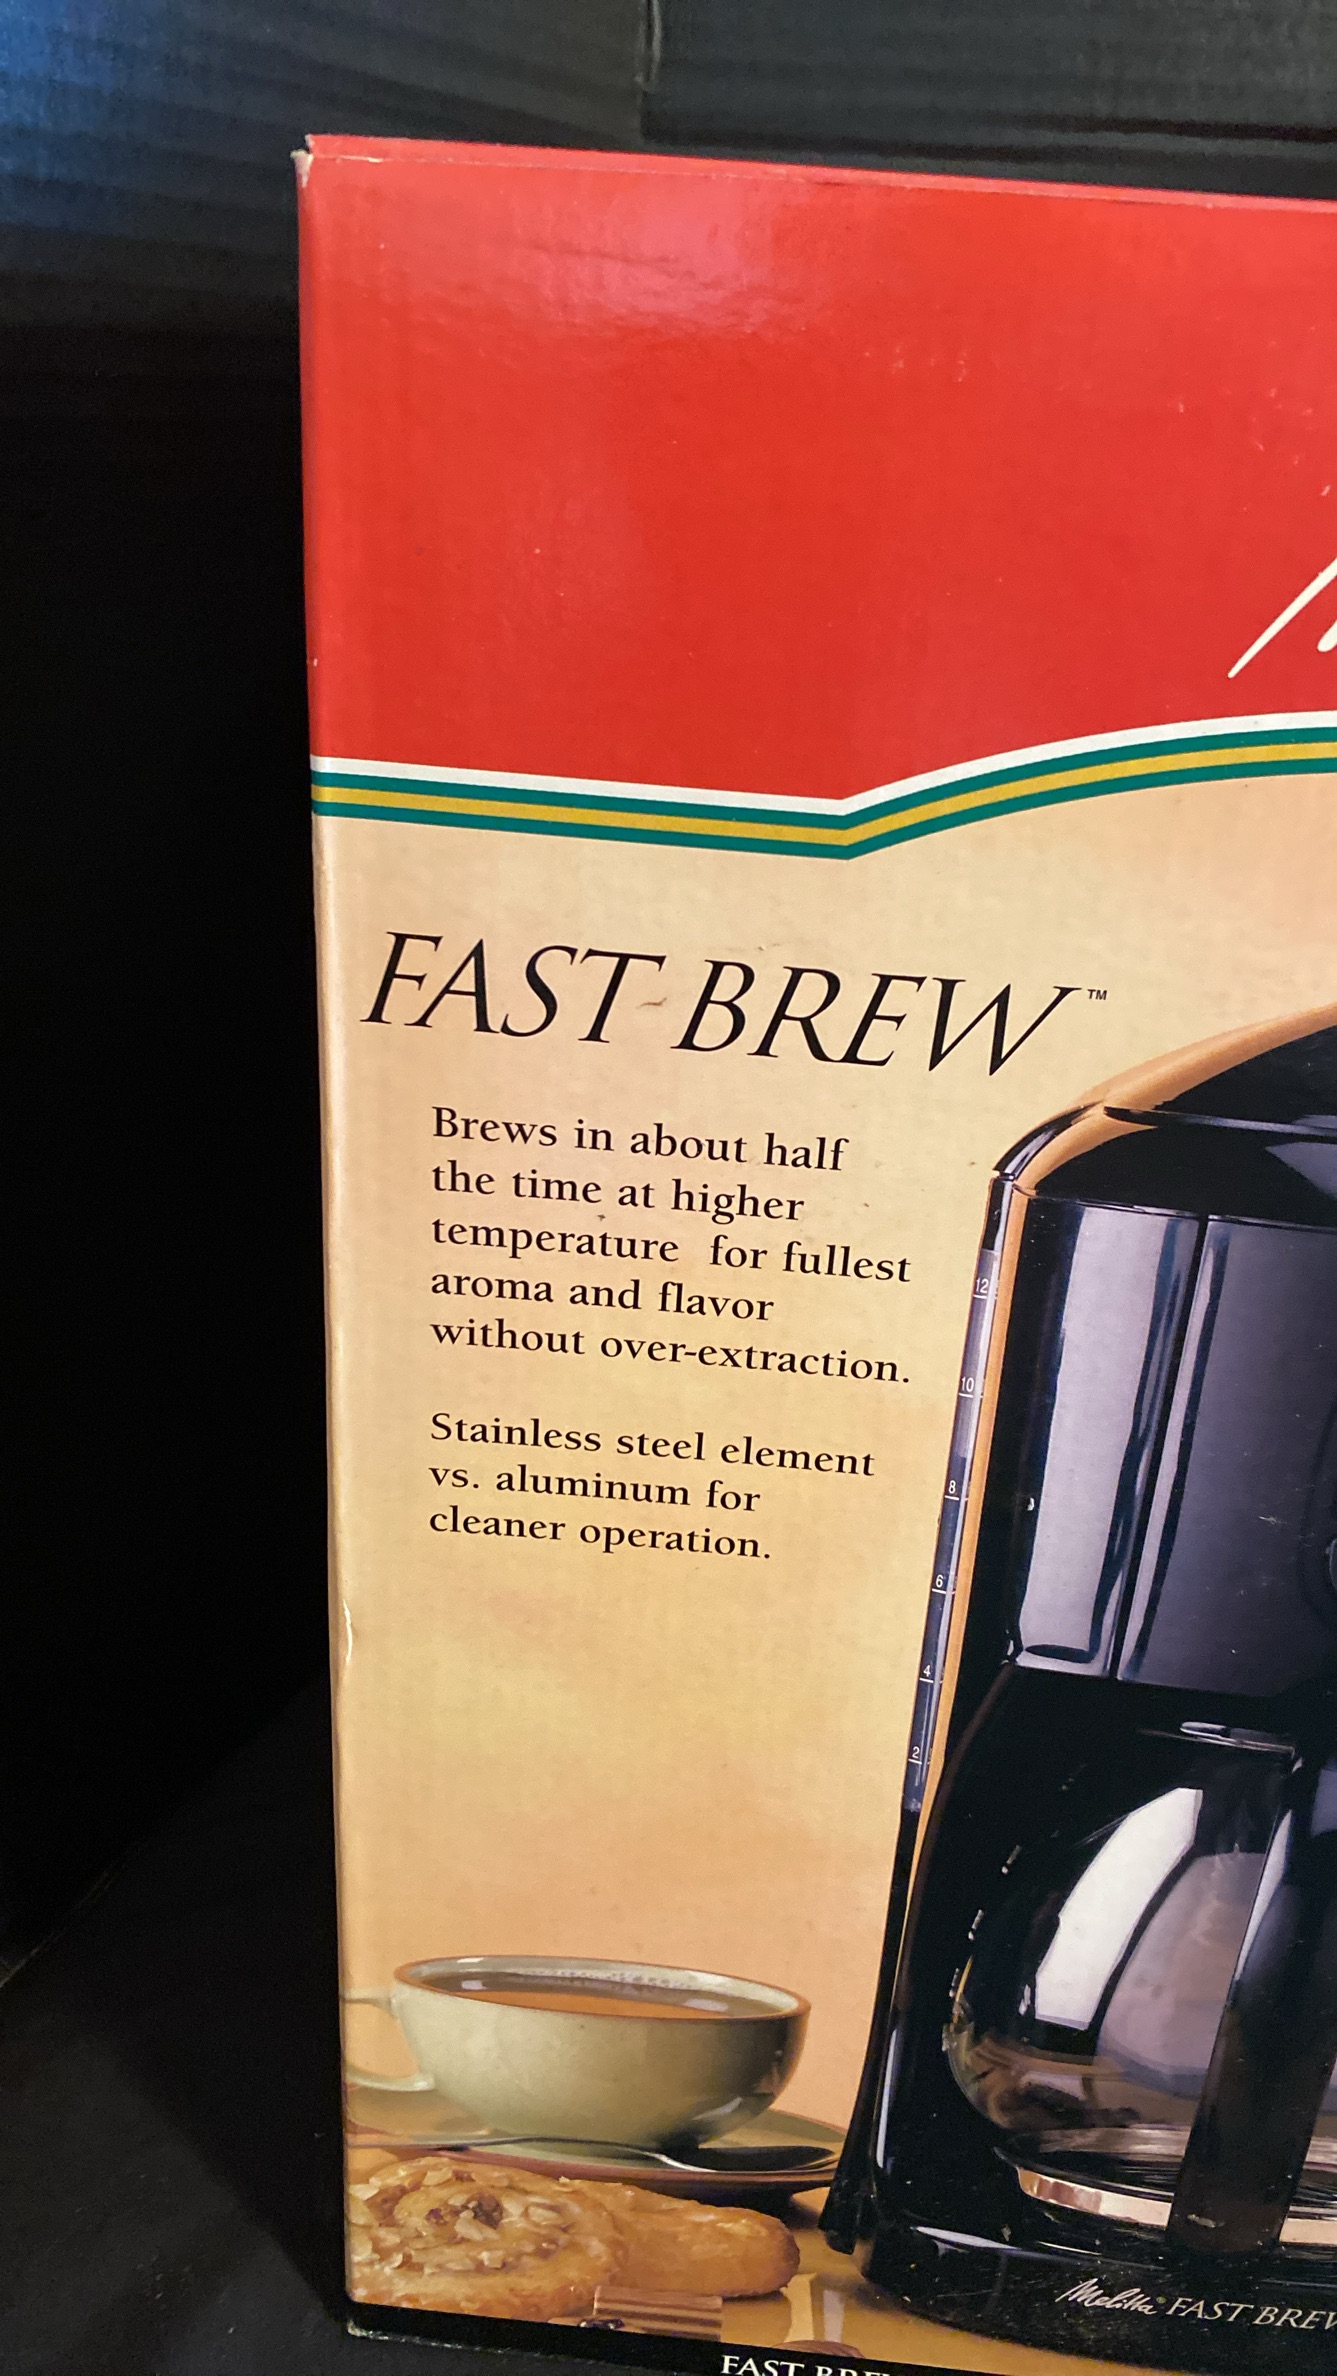 FAST BREW™
Brews in about half
the time at higher
temperature for fullest
aroma and flavor
without over-extraction.
Stainless steel element
vs. aluminum for
cleaner operation.
12
10
8
6
4
2
Melitta® FAST BREW
FAST